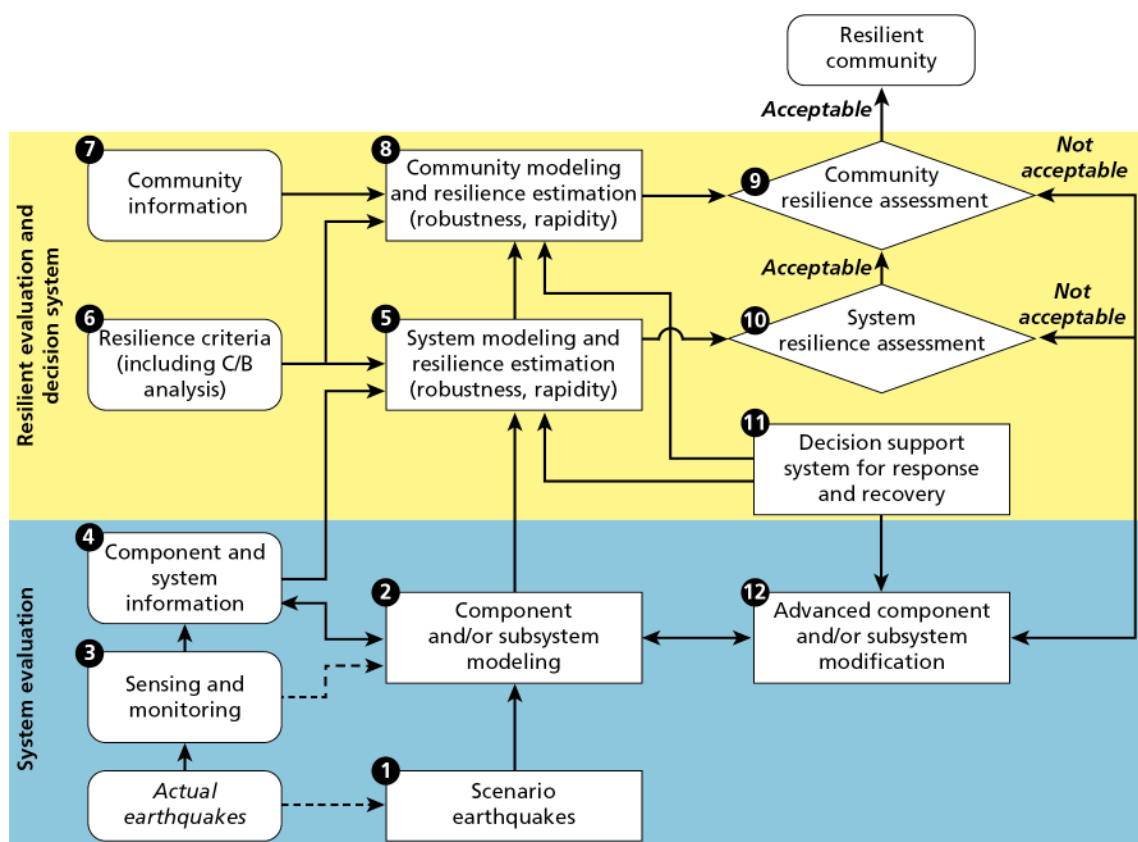 Resilient
community
Acceptable
Not
acceptable
7
Community
information
8
Community modeling
and resilience estimation
(robustness, rapidity)
9
Community
resilience assessment
Resilient evaluation and
decision system
Acceptable
Not
acceptable
6
Resilience criteria
(including C/B
analysis)
5
System modeling and
resilience estimation
(robustness, rapidity)
10
System
resilience assessment
11
Decision support
system for response
and recovery
System evaluation
4
Component and
system
information
2
Component
and/or subsystem
modeling
12
Advanced component
and/or subsystem
modification
3
Sensing and
monitoring
Actual
earthquakes
1
Scenario
earthquakes